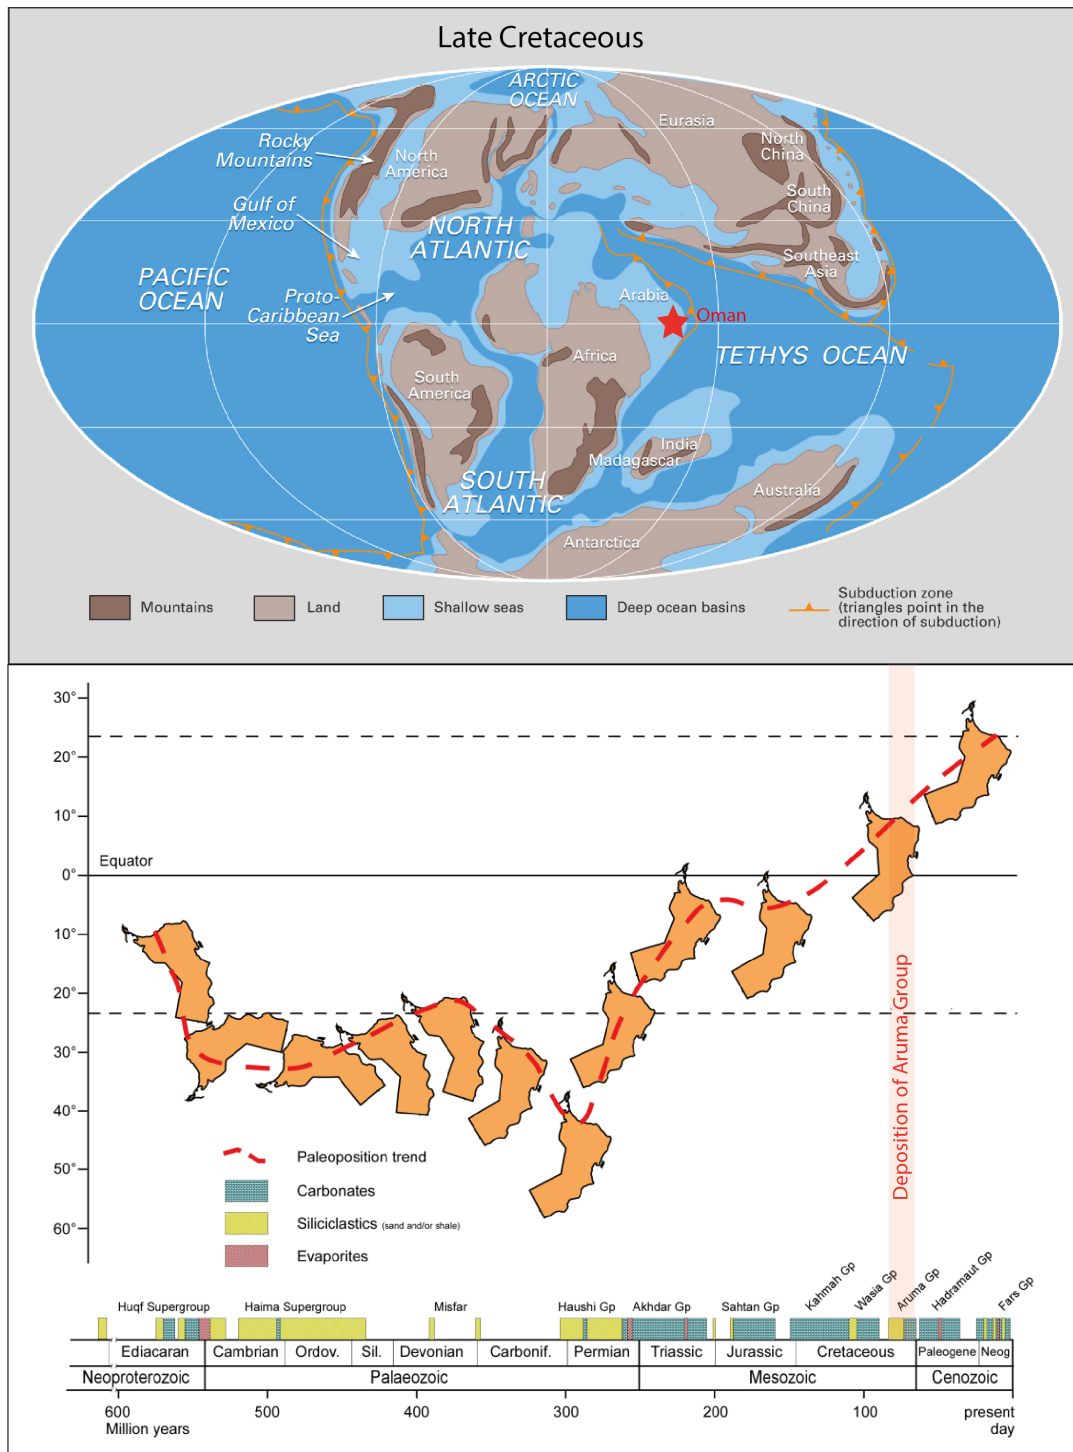 Late Cretaceous
ARCTIC
OCEAN
Eurasia
Rocky
Mountains
North
America
North
China
South
China
Gulf of
Mexico
NORTH
ATLANTIC
Southeast
Asia
PACIFIC
OCEAN
Proto-
Caribbean
Sea
Arabia
Oman
TETHYS OCEAN
Africa
South
America
India
Madagascar
SOUTH
ATLANTIC
Australia
Antarctica
Mountains
Land
Shallow seas
Deep ocean basins
Subduction zone
(triangles point in the
direction of subduction)
30°
20°
10°
Equator
0°
10°
20°
30°
40°
50°
60°
Deposition of Aruma Group
Paleoposition trend
Carbonates
Siliciclastics (sand and/or shale)
Evaporites
Huqf Supergroup
Haima Supergroup
Misfar
Haushi Gp
Akhdar Gp
Sahtan Gp
Kahmah Gp
Wasia Gp
Aruma Gp
Hadramaut Gp
Fars Gp
Ediacaran
Cambrian
Ordov.
Sil.
Devonian
Carbonif.
Permian
Triassic
Jurassic
Cretaceous
Paleogene
Neog
Neoproterozoic
Palaeozoic
Mesozoic
Cenozoic
600
500
400
300
200
100
present
day
Million years